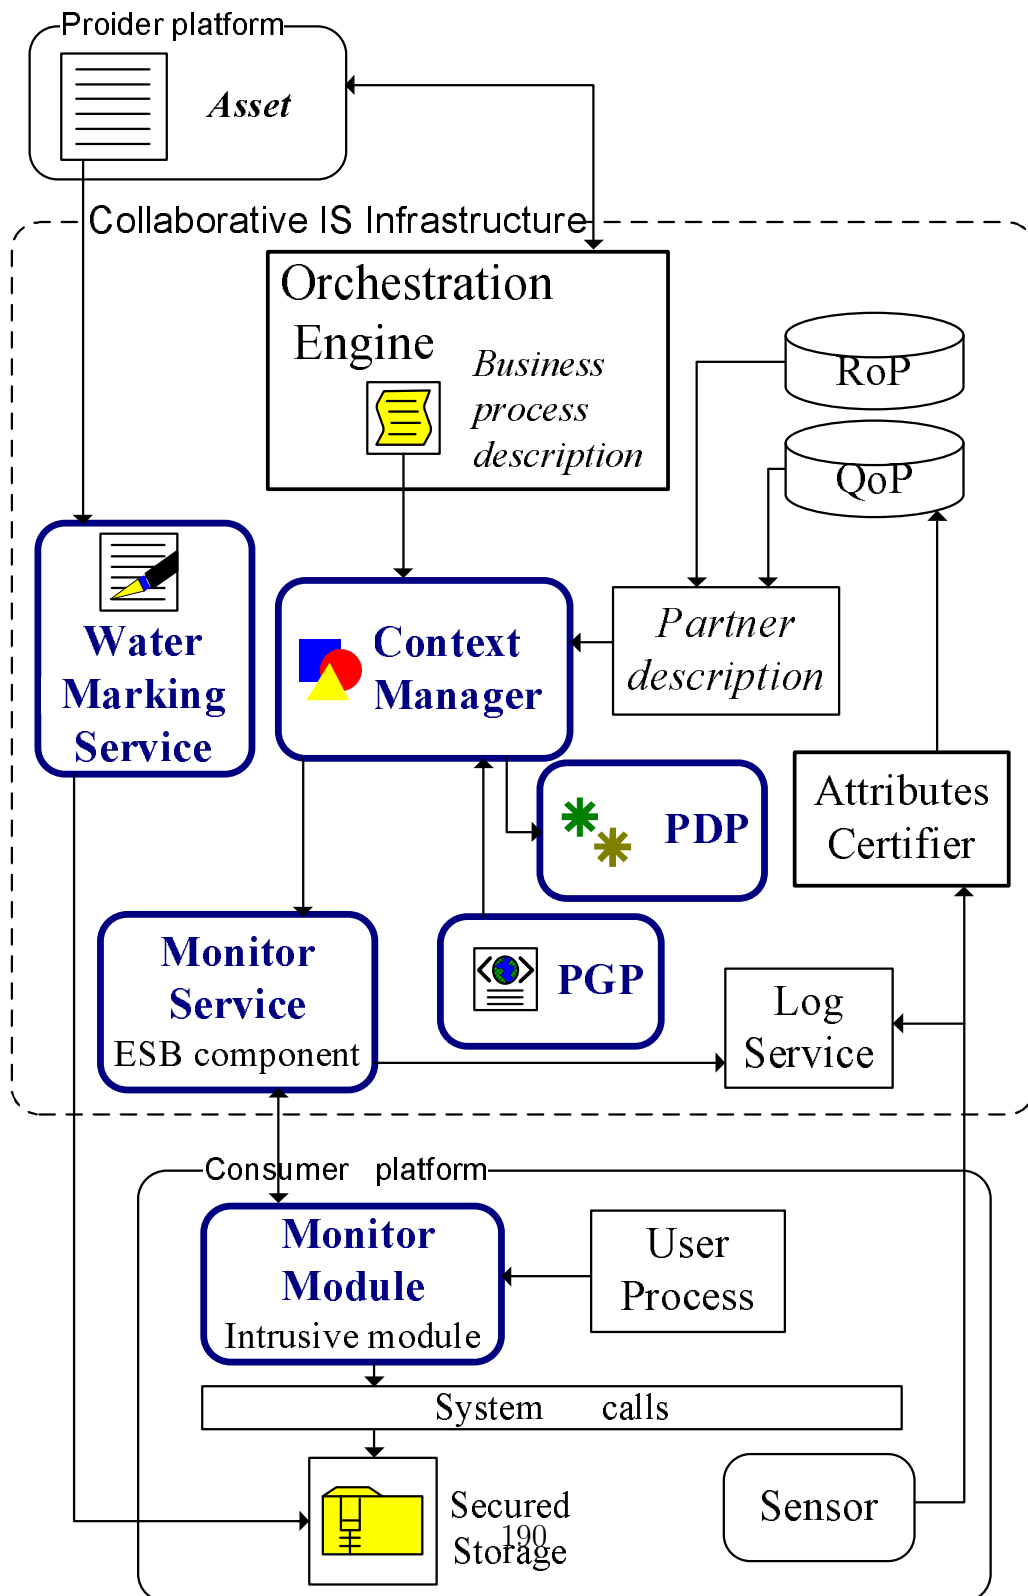 Proider platform
Asset
Collaborative IS Infrastructure
Orchestration
Engine
Business
process
description
RoP
QoP
Water
Marking
Service
Context
Manager
Partner
description
PDP
Attributes
Certifier
Monitor
Service
ESB component
PGP
Log
Service
Consumer platform
Monitor
Module
Intrusive module
User
Process
System calls
Secured
Storage
Sensor
190